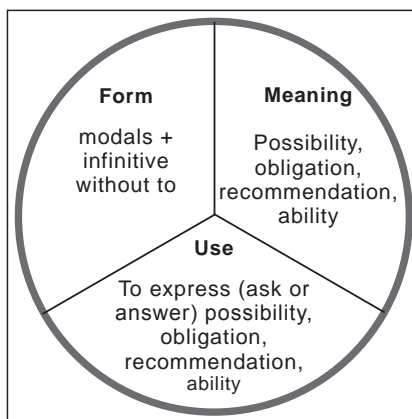 Form
modals +
infinitive
without to
Meaning
Possibility,
obligation,
recommendation,
ability
Use
To express (ask or
answer) possibility,
obligation,
recommendation,
ability